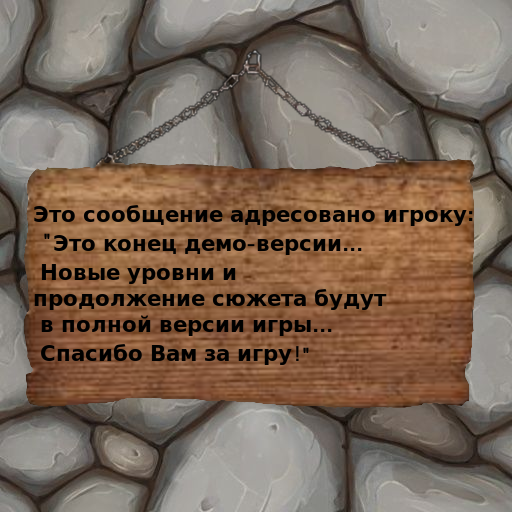 Это сообщение адресовано игроку:
"Это конец демо-версии...
Новые уровни и
продолжение сюжета будут
в полной версии игры...
Спасибо Вам за игру!"